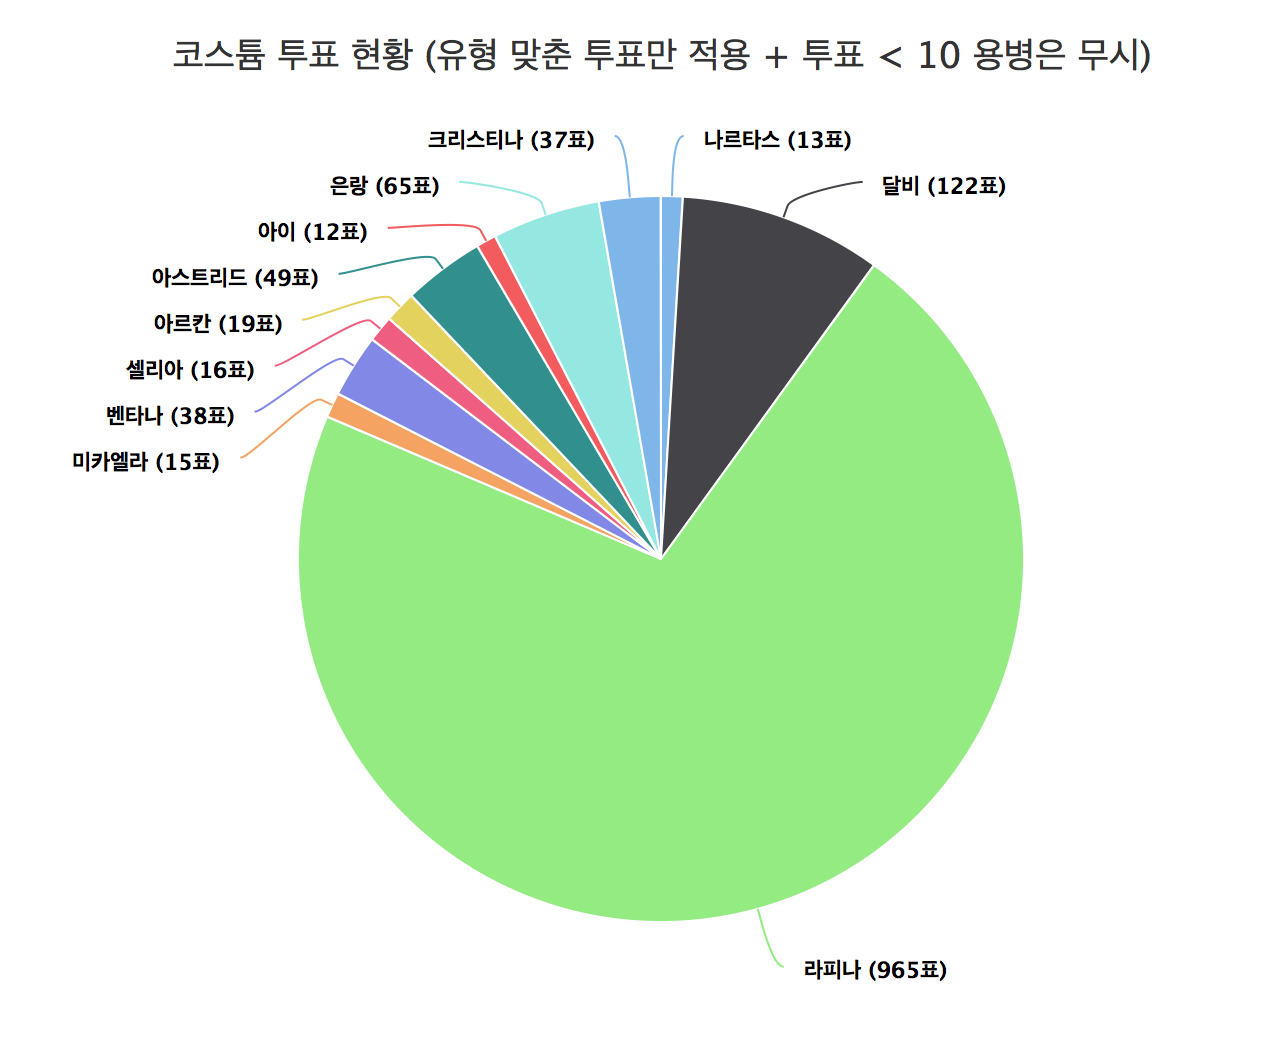 코스튬 투표 현황 (유형 맞춘 투표만 적용 + 투표 < 10 용병은 무시)
크리스티나 (37표)
나르타스 (13표)
은랑 (65표)
달비 (122표)
아이 (12표)
아스트리드 (49표)
아르칸 (19표)
셀리아 (16표)
벤타나 (38표)
미카엘라 (15표)
라피나 (965표)